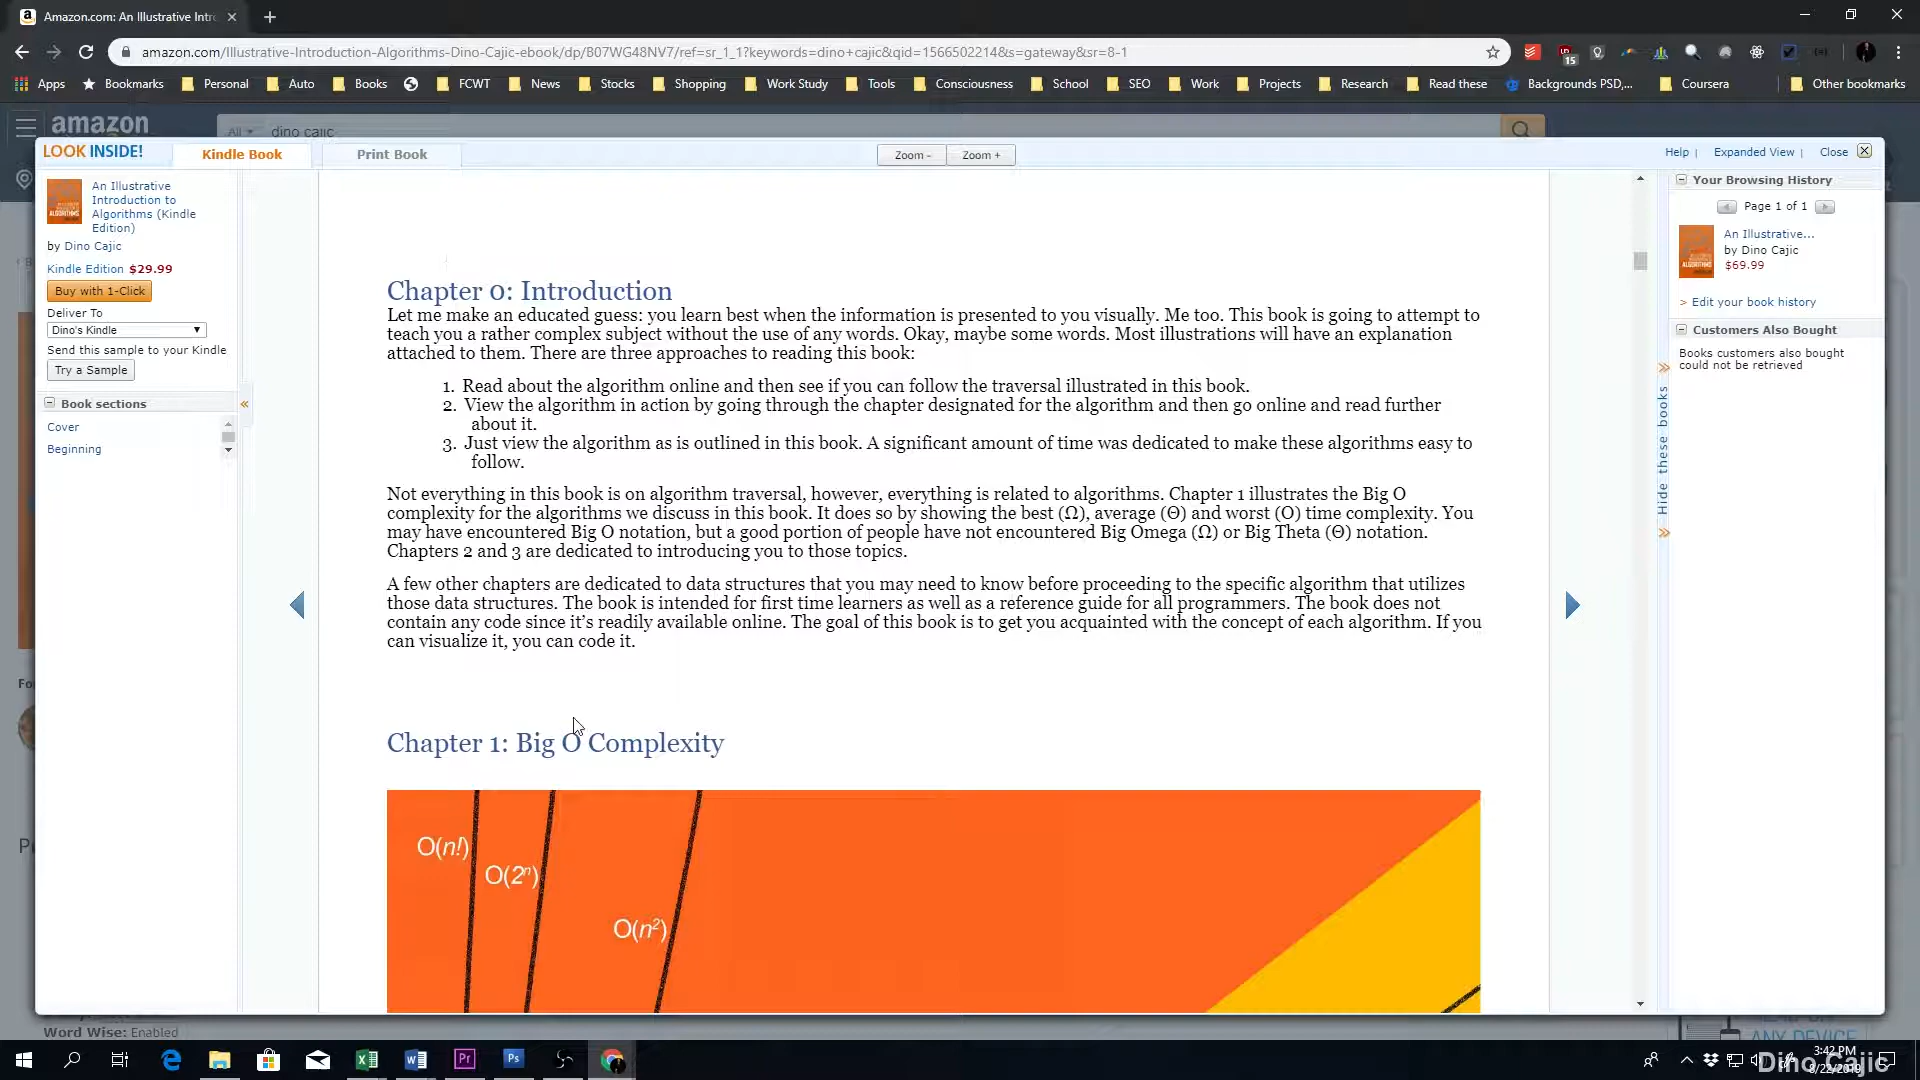 Amazon.com: An Illustrative Intro
amazon.com/Illustrative-Introduction-Algorithms-Dino-Cajic-ebook/dp/B07WG48NV7/ref=sr_1_1?keywords=dino+cajic&qid=1566502214&s=gateway&sr=8-1
15
Apps
Bookmarks
Personal
Auto
Books
FCWT
News
Stocks
Shopping
Work Study
Tools
Consciousness
School
SEO
Work
Projects
Research
Read these
Backgrounds PSD,...
Coursera
Other bookmarks
amazon
All
dino cajic
LOOK INSIDE!
Kindle Book
Print Book
Zoom -
Zoom +
Help |
Expanded View |
Close
An Illustrative
Introduction to
Algorithms (Kindle
Edition)
by Dino Cajic
Kindle Edition $29.99
Buy with 1-Click
Deliver To
Dino's Kindle
Send this sample to your Kindle
Try a Sample
Book sections
Cover
Beginning
Chapter 0: Introduction
Let me make an educated guess: you learn best when the information is presented to you visually. Me too. This book is going to attempt to
teach you a rather complex subject without the use of any words. Okay, maybe some words. Most illustrations will have an explanation
attached to them. There are three approaches to reading this book:
1. Read about the algorithm online and then see if you can follow the traversal illustrated in this book.
2. View the algorithm in action by going through the chapter designated for the algorithm and then go online and read further
about it.
3. Just view the algorithm as is outlined in this book. A significant amount of time was dedicated to make these algorithms easy to
follow.
Not everything in this book is on algorithm traversal, however, everything is related to algorithms. Chapter 1 illustrates the Big O
complexity for the algorithms we discuss in this book. It does so by showing the best (Ω), average (Θ) and worst (O) time complexity. You
may have encountered Big O notation, but a good portion of people have not encountered Big Omega (Ω) or Big Theta (Θ) notation.
Chapters 2 and 3 are dedicated to introducing you to those topics.
A few other chapters are dedicated to data structures that you may need to know before proceeding to the specific algorithm that utilizes
those data structures. The book is intended for first time learners as well as a reference guide for all programmers. The book does not
contain any code since it's readily available online. The goal of this book is to get you acquainted with the concept of each algorithm. If you
can visualize it, you can code it.
Chapter 1: Big O Complexity
O(n!)
O(2ⁿ)
O(n²)
Your Browsing History
Page 1 of 1
An Illustrative...
by Dino Cajic
$69.99
> Edit your book history
Customers Also Bought
Books customers also bought
could not be retrieved
Hide these books
Word Wise: Enabled
ANY DEVICE
3:42 PM
Dino Cajic